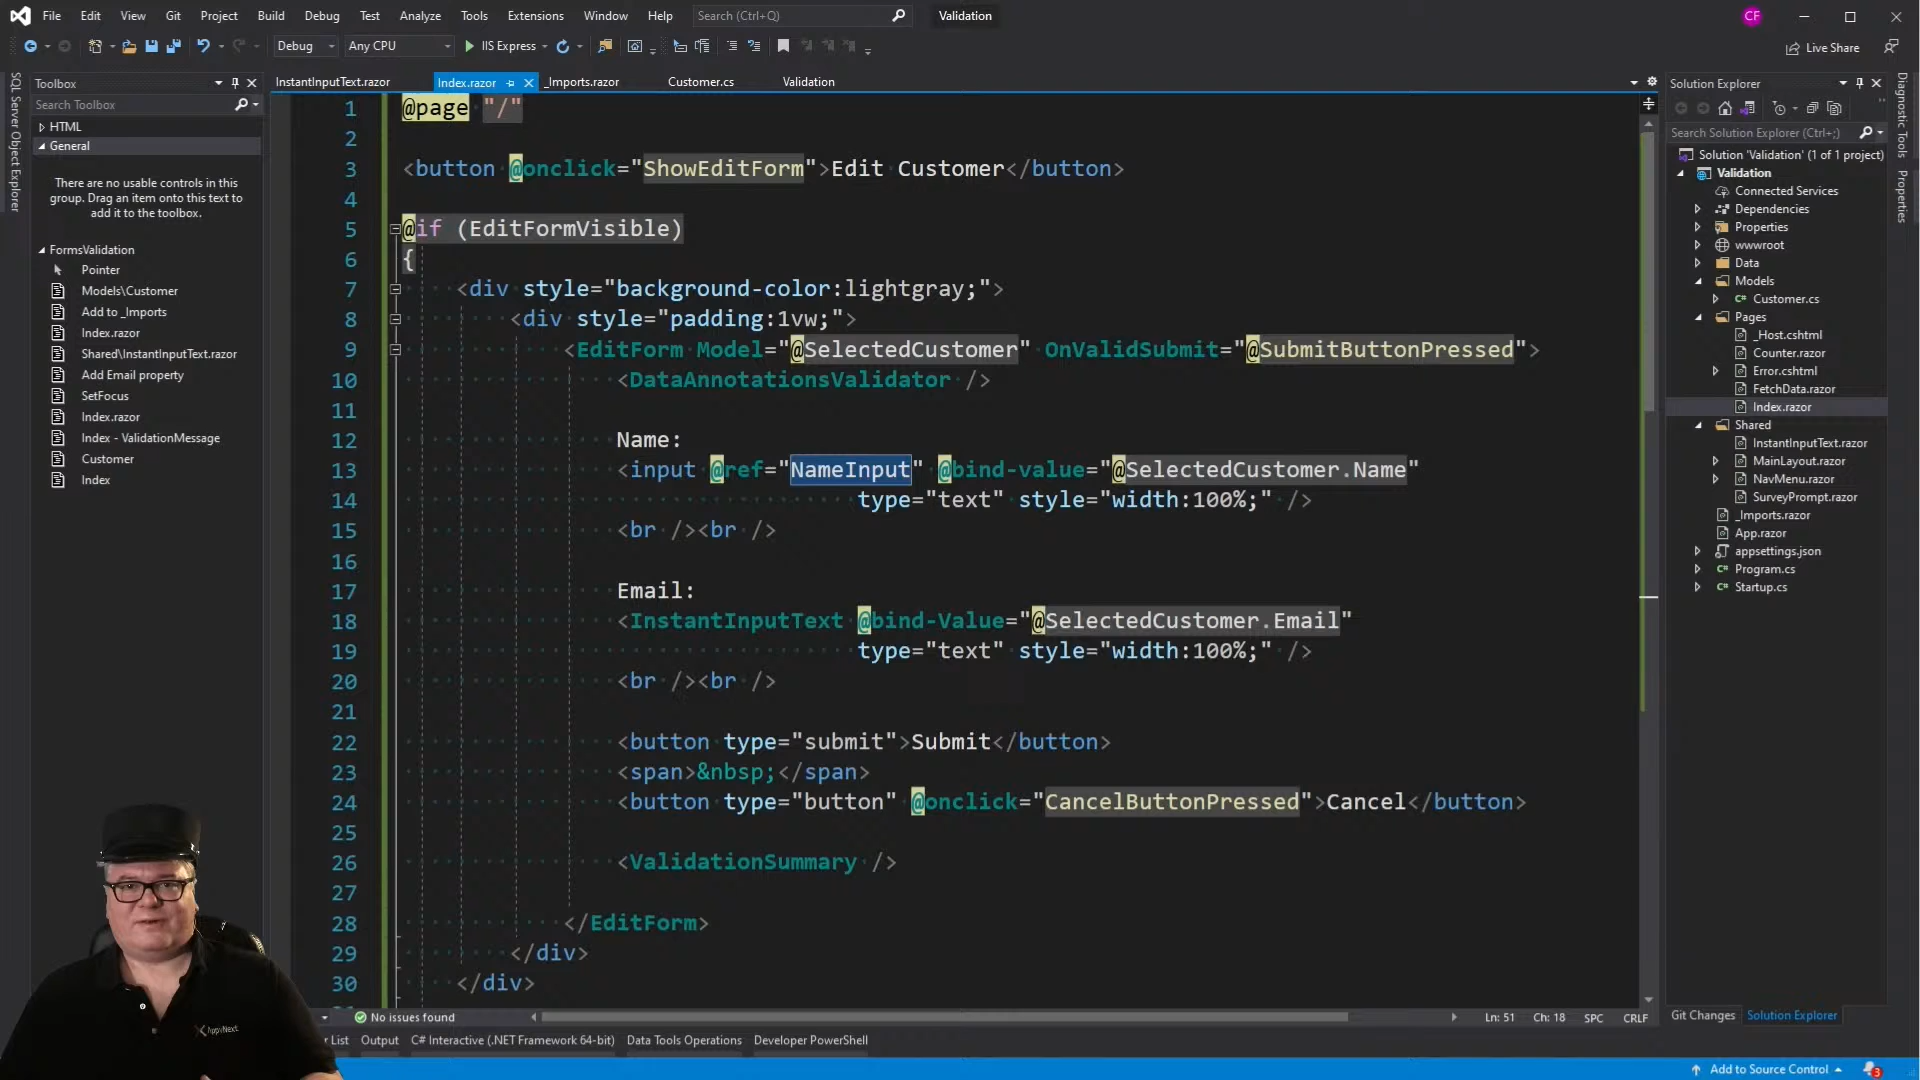 File Edit View Git Project Build Debug Test Analyze Tools Extensions Window Help Search (Ctrl+Q) Validation CF
Debug Any CPU IIS Express Live Share
SQL Server Object Explorer
Toolbox
Search Toolbox
HTML
General
There are no usable controls in this
group. Drag an item onto this text to
add it to the toolbox.
FormsValidation
Pointer
Models\Customer
Add to _Imports
Index.razor
Shared\InstantInputText.razor
Add Email property
SetFocus
Index.razor
Index - ValidationMessage
Customer
Index
InstantInputText.razor Index.razor _Imports.razor Customer.cs Validation
1 @page "/"
2
3 <button @onclick="ShowEditForm">Edit Customer</button>
4
5 @if (EditFormVisible)
6 {
7 <div style="background-color:lightgray;">
8 <div style="padding:1vw;">
9 <EditForm Model="@SelectedCustomer" OnValidSubmit="@SubmitButtonPressed">
10 <DataAnnotationsValidator />
11
12 Name:
13 <input @ref="NameInput" @bind-value="@SelectedCustomer.Name"
14 type="text" style="width:100%;" />
15 <br /><br />
16
17 Email:
18 <InstantInputText @bind-Value="@SelectedCustomer.Email"
19 type="text" style="width:100%;" />
20 <br /><br />
21
22 <button type="submit">Submit</button>
23 <span>&nbsp;</span>
24 <button type="button" @onclick="CancelButtonPressed">Cancel</button>
25
26 <ValidationSummary />
27
28 </EditForm>
29 </div>
30 </div>
No issues found Ln: 51 Ch: 18 SPC CRLF
r List Output C# Interactive (.NET Framework 64-bit) Data Tools Operations Developer PowerShell
Solution Explorer
Search Solution Explorer (Ctrl+;)
Solution 'Validation' (1 of 1 project)
Validation
Connected Services
Dependencies
Properties
wwwroot
Data
Models
C# Customer.cs
Pages
_Host.cshtml
Counter.razor
Error.cshtml
FetchData.razor
Index.razor
Shared
InstantInputText.razor
MainLayout.razor
NavMenu.razor
SurveyPrompt.razor
_Imports.razor
App.razor
appsettings.json
C# Program.cs
C# Startup.cs
Git Changes Solution Explorer
Diagnostic Tools
Properties
AppvNext
Add to Source Control 3